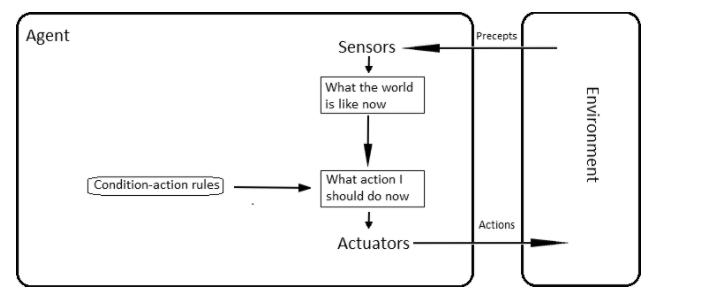 Agent
Sensors
Precepts
What the world
is like now
Environment
Condition-action rules
What action I
should do now
Actuators
Actions